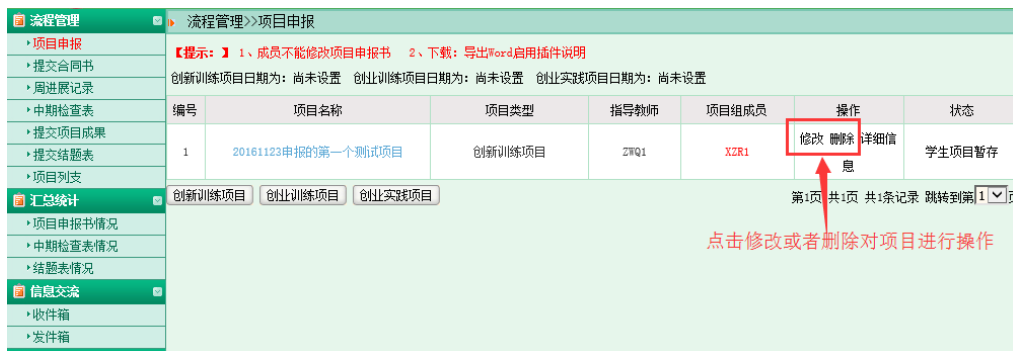 流程管理
项目申报
提交合同书
周进展记录
中期检查表
提交项目成果
提交结题表
项目列支
汇总统计
项目申报书情况
中期检查表情况
结题表情况
信息交流
收件箱
发件箱
流程管理>>项目申报
【提示：】 1、成员不能修改项目申报书 2、下载：导出Word启用插件说明
创新训练项目日期为：尚未设置 创业训练项目日期为：尚未设置 创业实践项目日期为：尚未设置
编号 项目名称 项目类型 指导教师 项目组成员 操作 状态
1 20161123申报的第一个测试项目 创新训练项目 ZWQ1 XZR1 修改 删除 详细信
息 学生项目暂存
创新训练项目 创业训练项目 创业实践项目 第1页 共1页 共1条记录 跳转到第 1
点击修改或者删除对项目进行操作